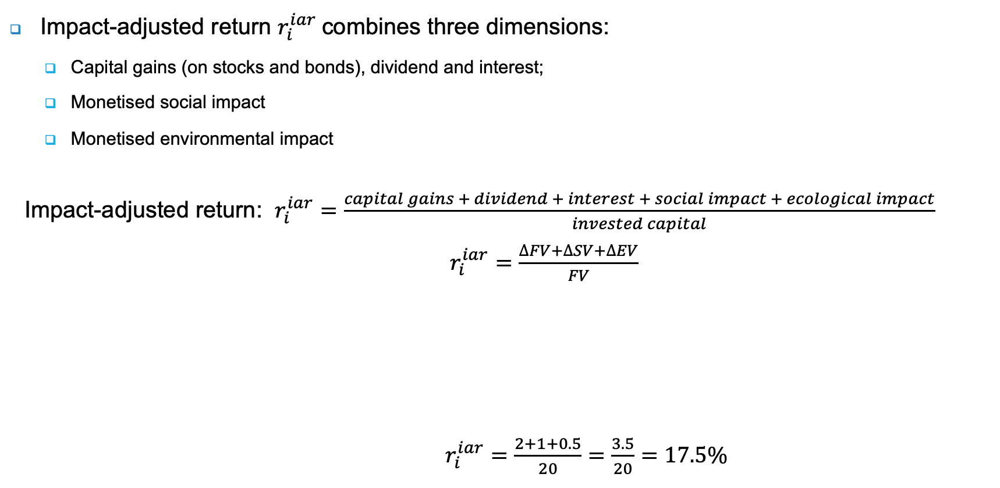 ❑ Impact-adjusted return 𝑟ᵢ^{𝑖𝑎𝑟} combines three dimensions:
❑ Capital gains (on stocks and bonds), dividend and interest;
❑ Monetised social impact
❑ Monetised environmental impact
Impact-adjusted return: $r_i^{iar} = \frac{capital\ gains + dividend + interest + social\ impact + ecological\ impact}{invested\ capital}$
$r_i^{iar} = \frac{\Delta FV + \Delta SV + \Delta EV}{FV}$
$r_i^{iar} = \frac{2+1+0.5}{20} = \frac{3.5}{20} = 17.5\%$